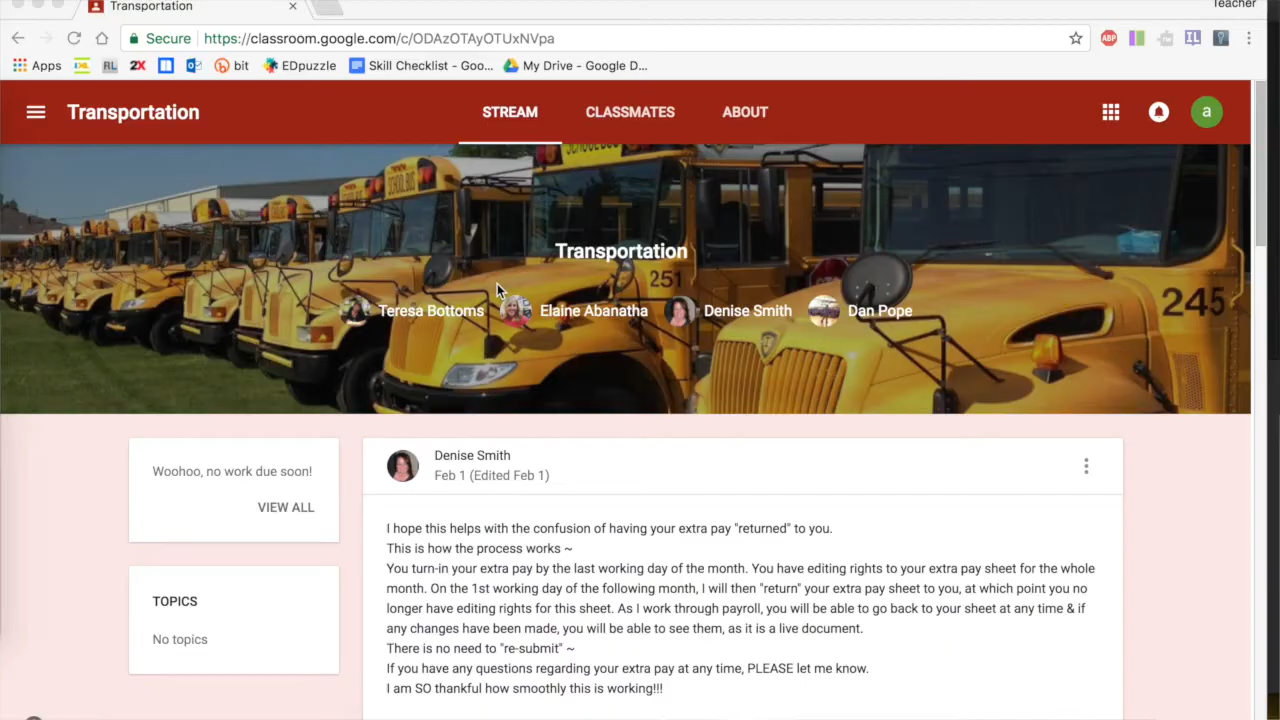 Transportation
Teacher
Secure
https://classroom.google.com/c/ODAzOTAyOTUxNVpa
ABP
IL
Apps
RL
2X
bit
EDpuzzle
Skill Checklist - Goo...
My Drive - Google D...
Transportation
STREAM
CLASSMATES
ABOUT
a
SCHOOL BUS
SCHOOL BUS
Transportation
251
245
Teresa Bottoms
Elaine Abanatha
Denise Smith
Dan Pope
Woohoo, no work due soon!
VIEW ALL
TOPICS
No topics
Denise Smith
Feb 1 (Edited Feb 1)
I hope this helps with the confusion of having your extra pay "returned" to you.
This is how the process works ~
You turn-in your extra pay by the last working day of the month. You have editing rights to your extra pay sheet for the whole
month. On the 1st working day of the following month, I will then "return" your extra pay sheet to you, at which point you no
longer have editing rights for this sheet. As I work through payroll, you will be able to go back to your sheet at any time & if
any changes have been made, you will be able to see them, as it is a live document.
There is no need to "re-submit" ~
If you have any questions regarding your extra pay at any time, PLEASE let me know.
I am SO thankful how smoothly this is working!!!